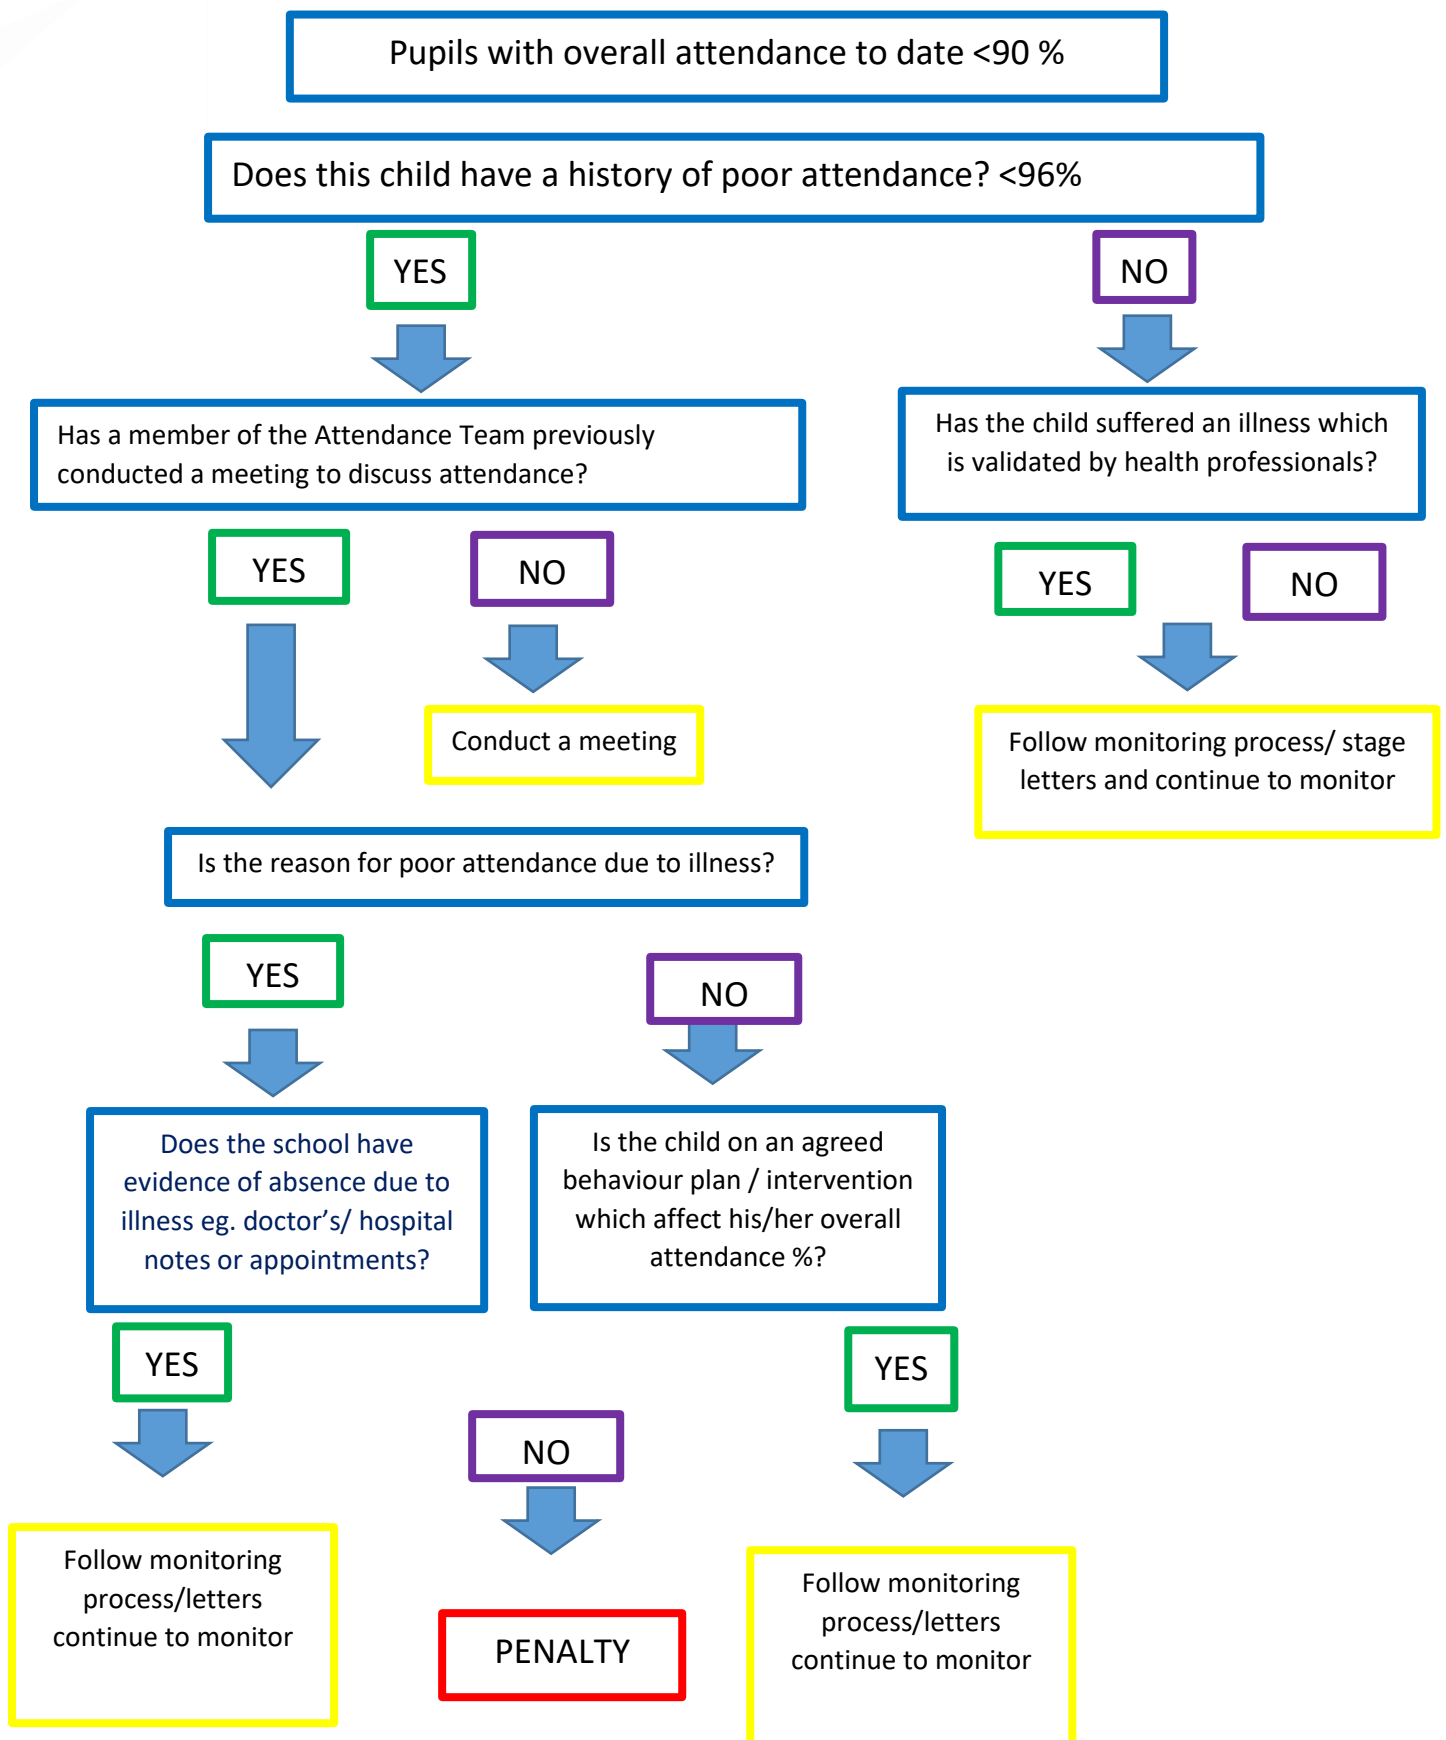 Pupils with overall attendance to date <90 %
Does this child have a history of poor attendance? <96%
YES
NO
Has a member of the Attendance Team previously
conducted a meeting to discuss attendance?
Has the child suffered an illness which
is validated by health professionals?
YES
NO
YES
NO
Conduct a meeting
Follow monitoring process/ stage
letters and continue to monitor
Is the reason for poor attendance due to illness?
YES
NO
Does the school have
evidence of absence due to
illness eg. doctor’s/ hospital
notes or appointments?
Is the child on an agreed
behaviour plan / intervention
which affect his/her overall
attendance %?
YES
NO
YES
Follow monitoring
process/letters
continue to monitor
PENALTY
Follow monitoring
process/letters
continue to monitor